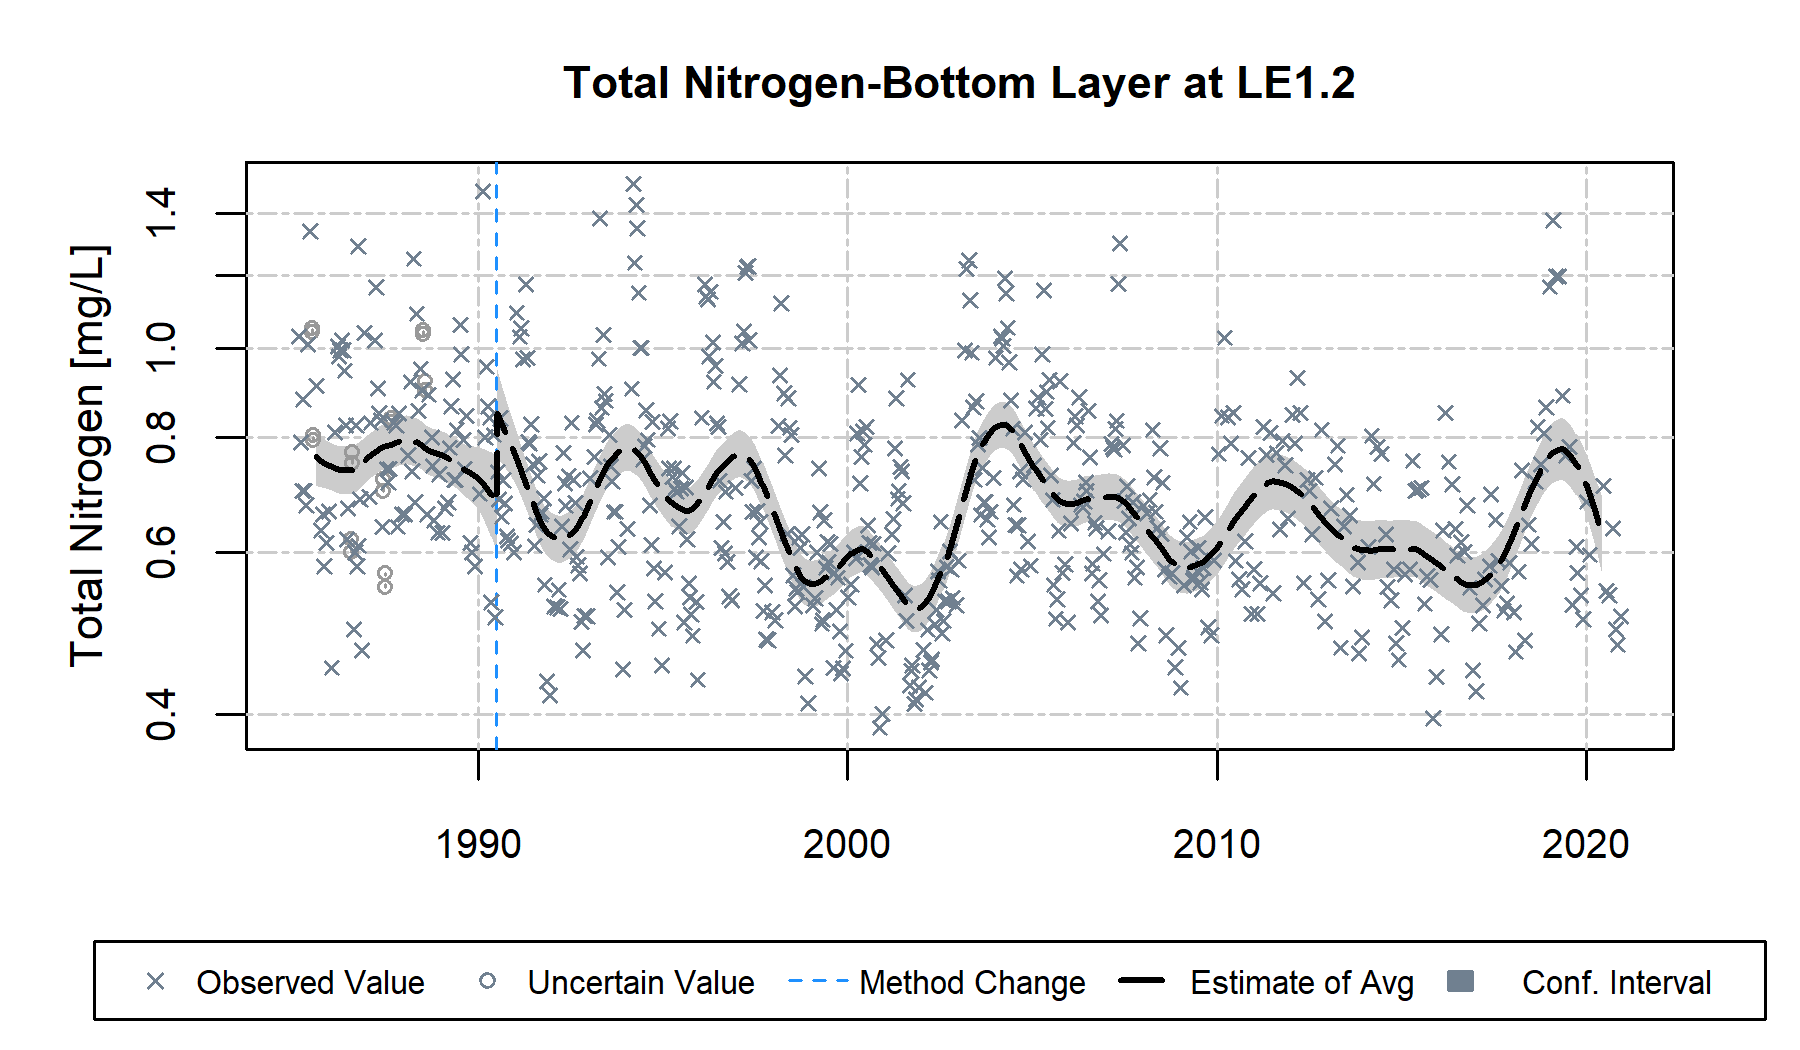 Total Nitrogen-Bottom Layer at LE1.2
Total Nitrogen [mg/L]
1.4
1.0
0.8
0.6
0.4
1990 2000 2010 2020
Observed Value Uncertain Value Method Change Estimate of Avg Conf. Interval